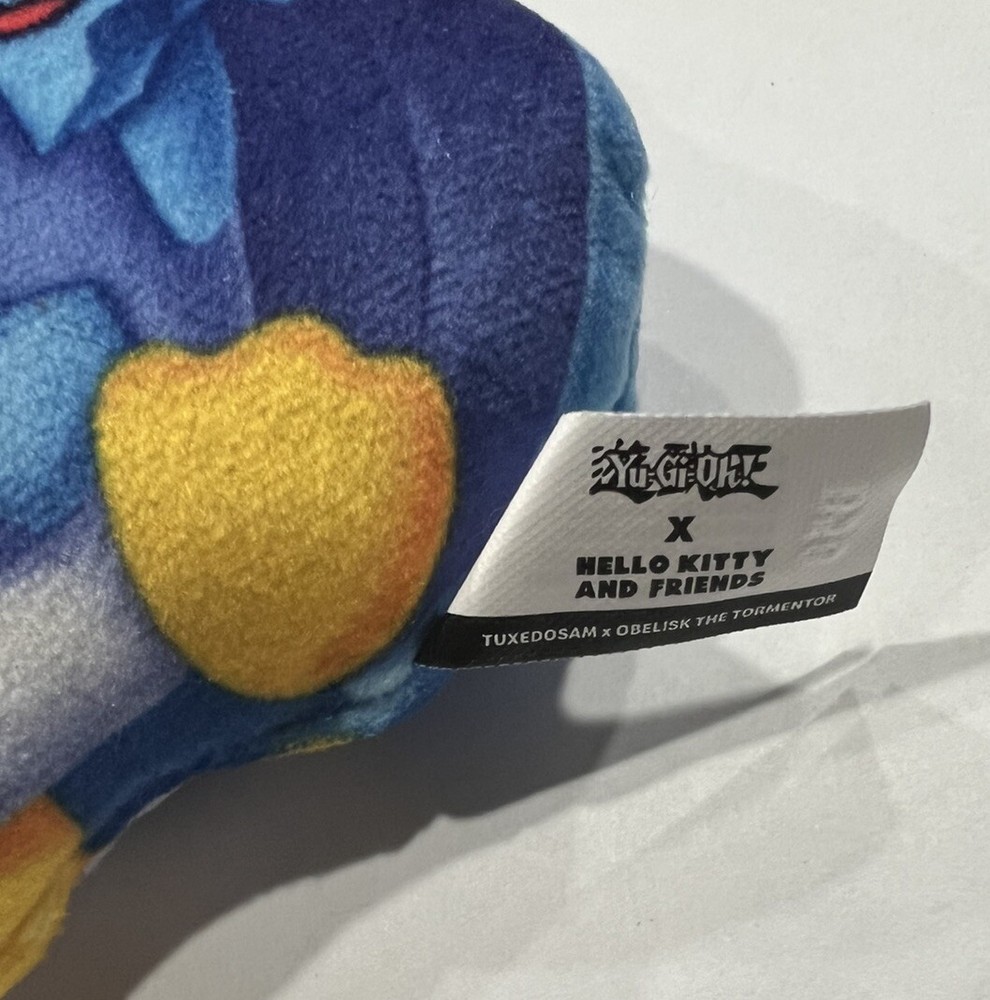 Yu-Gi-Oh!
X
HELLO KITTY
AND FRIENDS
TUXEDOSAM x OBELISK THE TORMENTOR